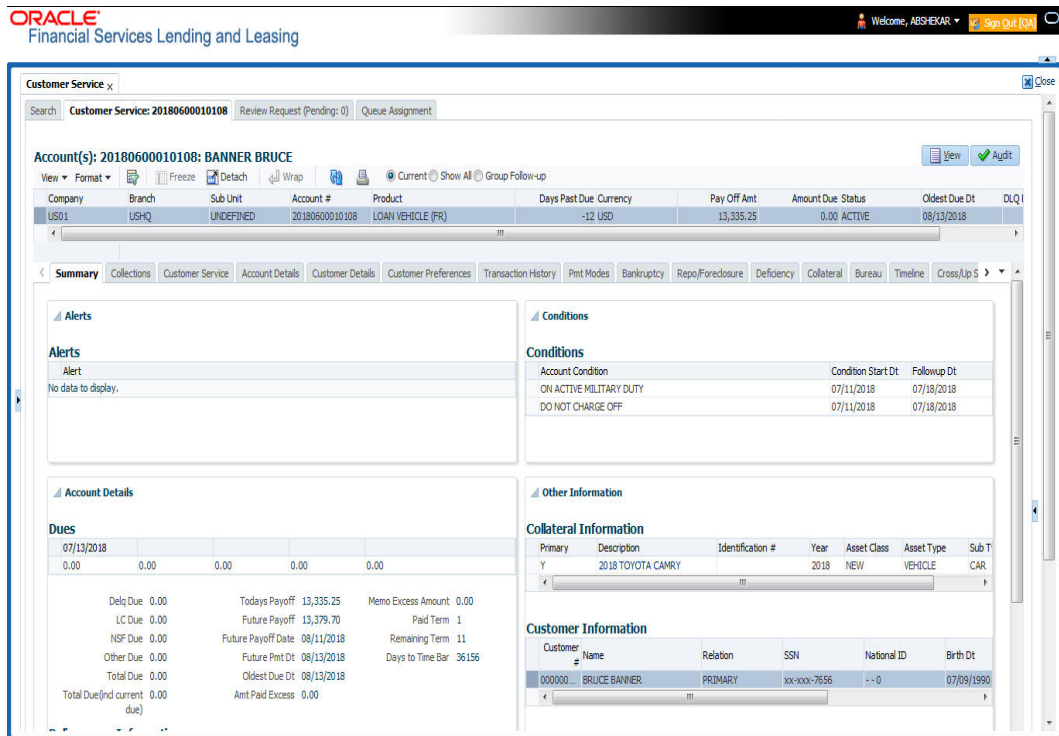 ORACLE'
Financial Services Lending and Leasing
Welcome, ABSHEKAR
Sign Out [QA]
Customer Service x
Close
Search Customer Service: 20180600010108 Review Request (Pending: 0) Queue Assignment
Account(s): 20180600010108: BANNER BRUCE
View Audit
View Format Freeze Detach Wrap Current Show All Group Follow-up
Company Branch Sub Unit Account # Product Days Past Due Currency Pay Off Amt Amount Due Status Oldest Due Dt DLQ
US01 USHQ UNDEFINED 20180600010108 LOAN VEHICLE (FR) -12 USD 13,335.25 0.00 ACTIVE 08/13/2018
Summary Collections Customer Service Account Details Customer Details Customer Preferences Transaction History Pmt Modes Bankruptcy Repo/Foreclosure Deficiency Collateral Bureau Timeline Cross/Up S
Alerts
Alerts
Alert
No data to display.
Conditions
Conditions
Account Condition Condition Start Dt Followup Dt
ON ACTIVE MILITARY DUTY 07/11/2018 07/18/2018
DO NOT CHARGE OFF 07/11/2018 07/18/2018
Account Details
Dues
07/13/2018
0.00 0.00 0.00 0.00 0.00
Delq Due 0.00 Todays Payoff 13,335.25 Memo Excess Amount 0.00
LC Due 0.00 Future Payoff 13,379.70 Paid Term 1
NSF Due 0.00 Future Payoff Date 08/11/2018 Remaining Term 11
Other Due 0.00 Future Pmt Dt 08/13/2018 Days to Time Bar 36156
Total Due 0.00 Oldest Due Dt 08/13/2018
Total Due(incl current due) 0.00 Amt Paid Excess 0.00
Other Information
Collateral Information
Primary Description Identification # Year Asset Class Asset Type Sub T
Y 2018 TOYOTA CAMRY 2018 NEW VEHICLE CAR
Customer Information
Customer # Name Relation SSN National ID Birth Dt
000000... BRUCE BANNER PRIMARY xx-xxx-7656 - - 0 07/09/1990